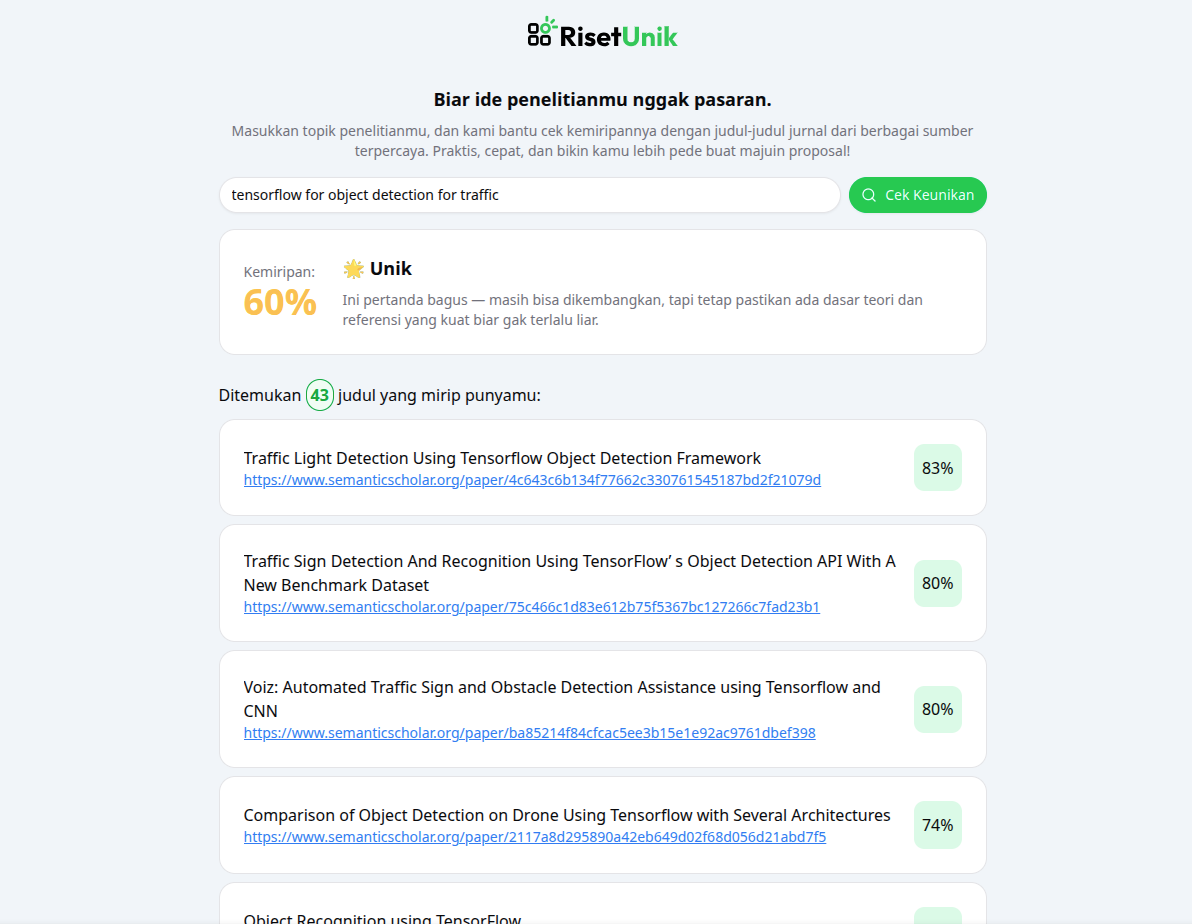 RisetUnik
Biar ide penelitianmu nggak pasaran.
Masukkan topik penelitianmu, dan kami bantu cek kemiripannya dengan judul-judul jurnal dari berbagai sumber
terpercaya. Praktis, cepat, dan bikin kamu lebih pede buat majuin proposal!
tensorflow for object detection for traffic
Cek Keunikan
Kemiripan:
60%
🌟 Unik
Ini pertanda bagus — masih bisa dikembangkan, tapi tetap pastikan ada dasar teori dan
referensi yang kuat biar gak terlalu liar.
Ditemukan 43 judul yang mirip punyamu:
Traffic Light Detection Using Tensorflow Object Detection Framework
https://www.semanticscholar.org/paper/4c643c6b134f77662c330761545187bd2f21079d
83%
Traffic Sign Detection And Recognition Using TensorFlow’ s Object Detection API With A
New Benchmark Dataset
https://www.semanticscholar.org/paper/75c466c1d83e612b75f5367bc127266c7fad23b1
80%
Voiz: Automated Traffic Sign and Obstacle Detection Assistance using Tensorflow and
CNN
https://www.semanticscholar.org/paper/ba85214f84cfcac5ee3b15e1e92ac9761dbef398
80%
Comparison of Object Detection on Drone Using Tensorflow with Several Architectures
https://www.semanticscholar.org/paper/2117a8d295890a42eb649d02f68d056d21abd7f5
74%
Object Recognition using TensorFlow